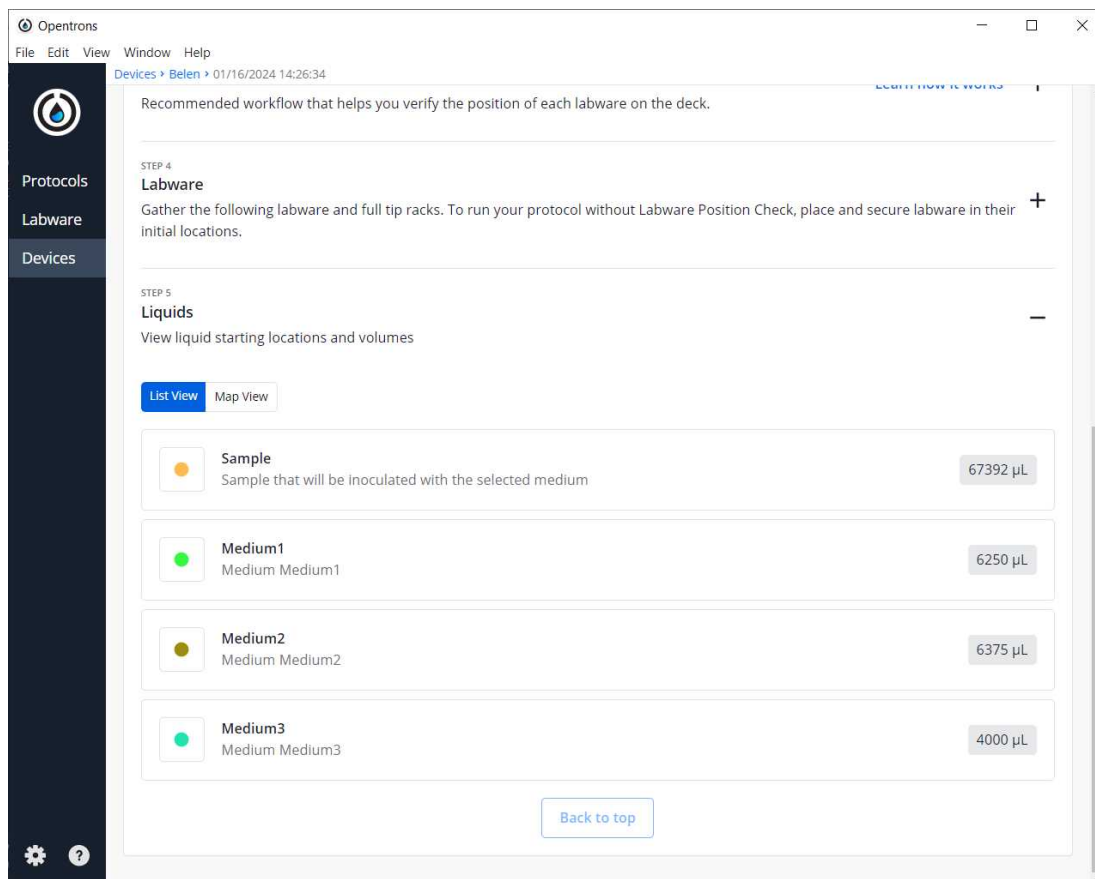 Opentrons
File Edit View Window Help
Devices › Belen › 01/16/2024 14:26:34
Learn how it works
Recommended workflow that helps you verify the position of each labware on the deck.
Protocols
Labware
Devices
STEP 4
Labware
Gather the following labware and full tip racks. To run your protocol without Labware Position Check, place and secure labware in their
initial locations.
STEP 5
Liquids
View liquid starting locations and volumes
List View Map View
Sample
Sample that will be inoculated with the selected medium
67392 µL
Medium1
Medium Medium1
6250 µL
Medium2
Medium Medium2
6375 µL
Medium3
Medium Medium3
4000 µL
Back to top